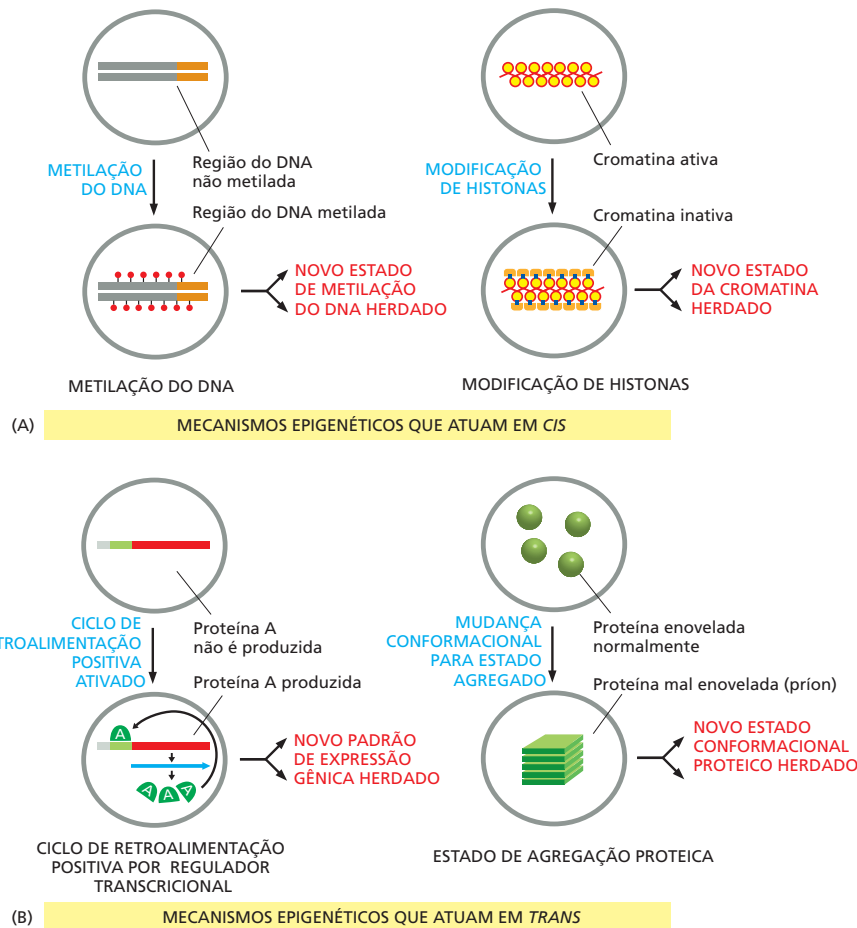 METILAÇÃO
DO DNA
Região do DNA
não metilada
Região do DNA metilada
NOVO ESTADO
DE METILAÇÃO
DO DNA HERDADO
METILAÇÃO DO DNA
MODIFICAÇÃO
DE HISTONAS
Cromatina ativa
Cromatina inativa
NOVO ESTADO
DA CROMATINA
HERDADO
MODIFICAÇÃO DE HISTONAS
(A) MECANISMOS EPIGENÉTICOS QUE ATUAM EM CIS
CICLO DE
TROALIMENTAÇÃO
POSITIVA
ATIVADO
Proteína A
não é produzida
Proteína A produzida
A
A A A
NOVO PADRÃO
DE EXPRESSÃO
GÊNICA HERDADO
CICLO DE RETROALIMENTAÇÃO
POSITIVA POR REGULADOR
TRANSCRICIONAL
MUDANÇA
CONFORMACIONAL
PARA ESTADO
AGREGADO
Proteína enovelada
normalmente
Proteína mal enovelada (príon)
NOVO ESTADO
CONFORMACIONAL
PROTEICO HERDADO
ESTADO DE AGREGAÇÃO PROTEICA
(B) MECANISMOS EPIGENÉTICOS QUE ATUAM EM TRANS